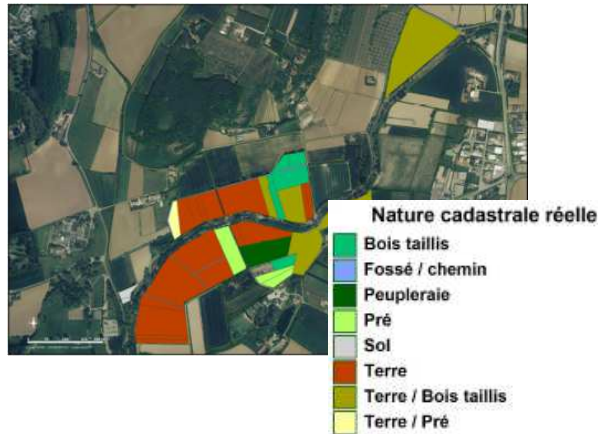 Nature cadastrale réelle
Bois taillis
Fossé / chemin
Peupleraie
Pré
Sol
Terre
Terre / Bois taillis
Terre / Pré